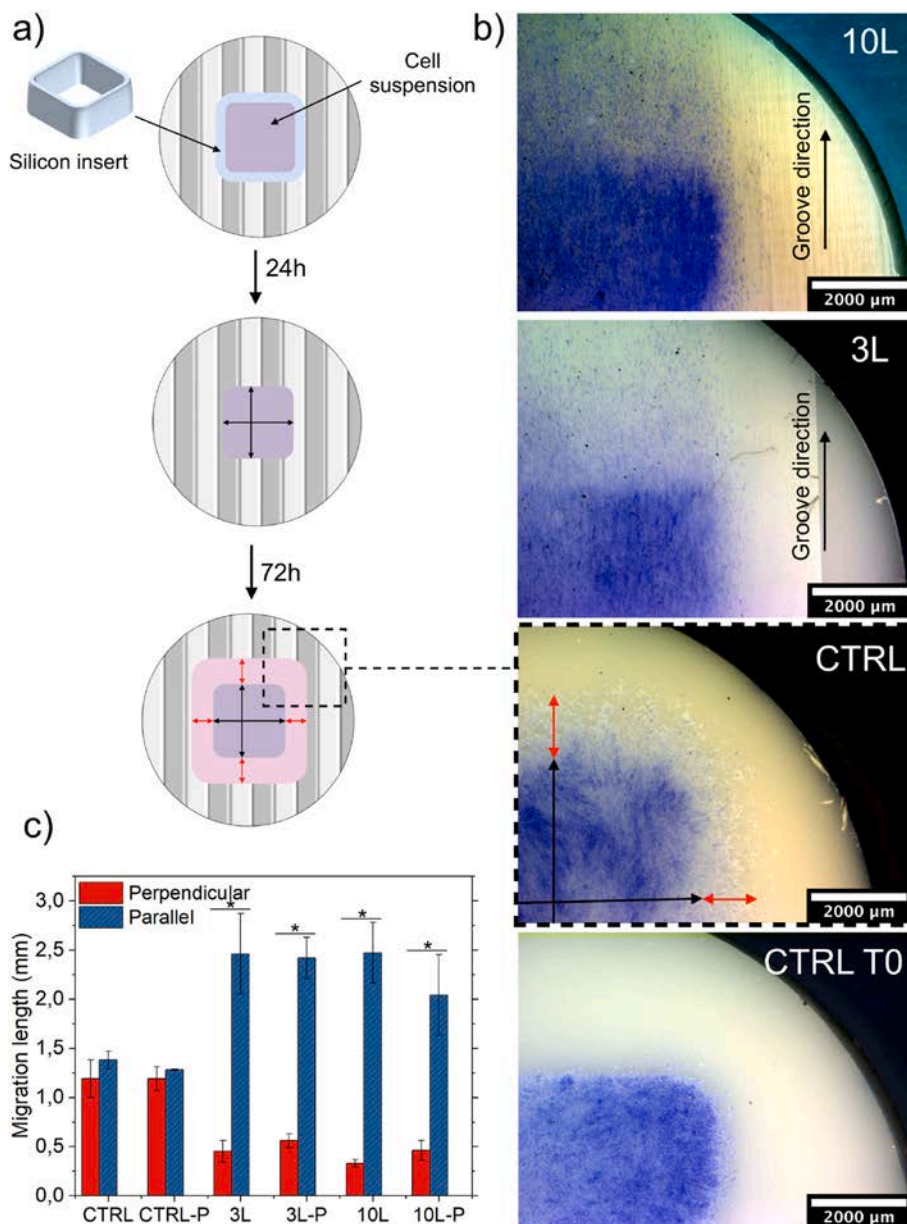 a)
Cell
suspension
Silicon insert
24h
72h
b)
10L
Groove direction
2000 µm
3L
Groove direction
2000 µm
CTRL
2000 µm
CTRL T0
2000 µm
c)
Migration length (mm)
3,0
2,5
2,0
1,5
1,0
0,5
0,0
Perpendicular
Parallel
*
*
*
*
CTRL CTRL-P 3L 3L-P 10L 10L-P